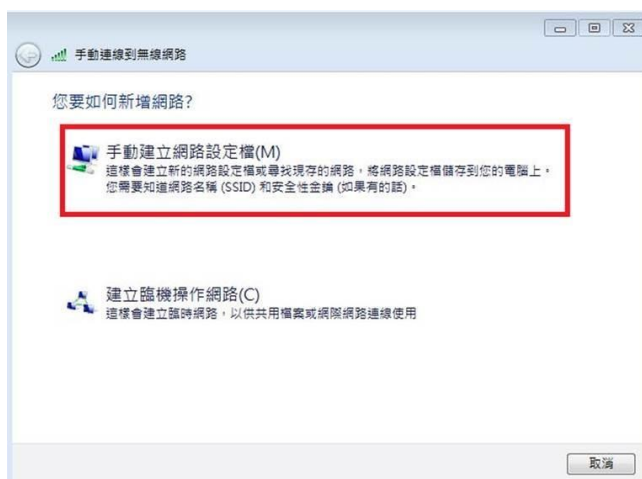 手動連線到無線網路
您要如何新增網路?
手動建立網路設定檔(M)
這樣會建立新的網路設定檔或尋找現存的網路，將網路設定檔儲存到您的電腦上。
您需要知道網路名稱 (SSID) 和安全性金鑰 (如果有的話)。
建立臨機操作網路(C)
這樣會建立臨時網路，以供共用檔案或網際網路連線使用
取消